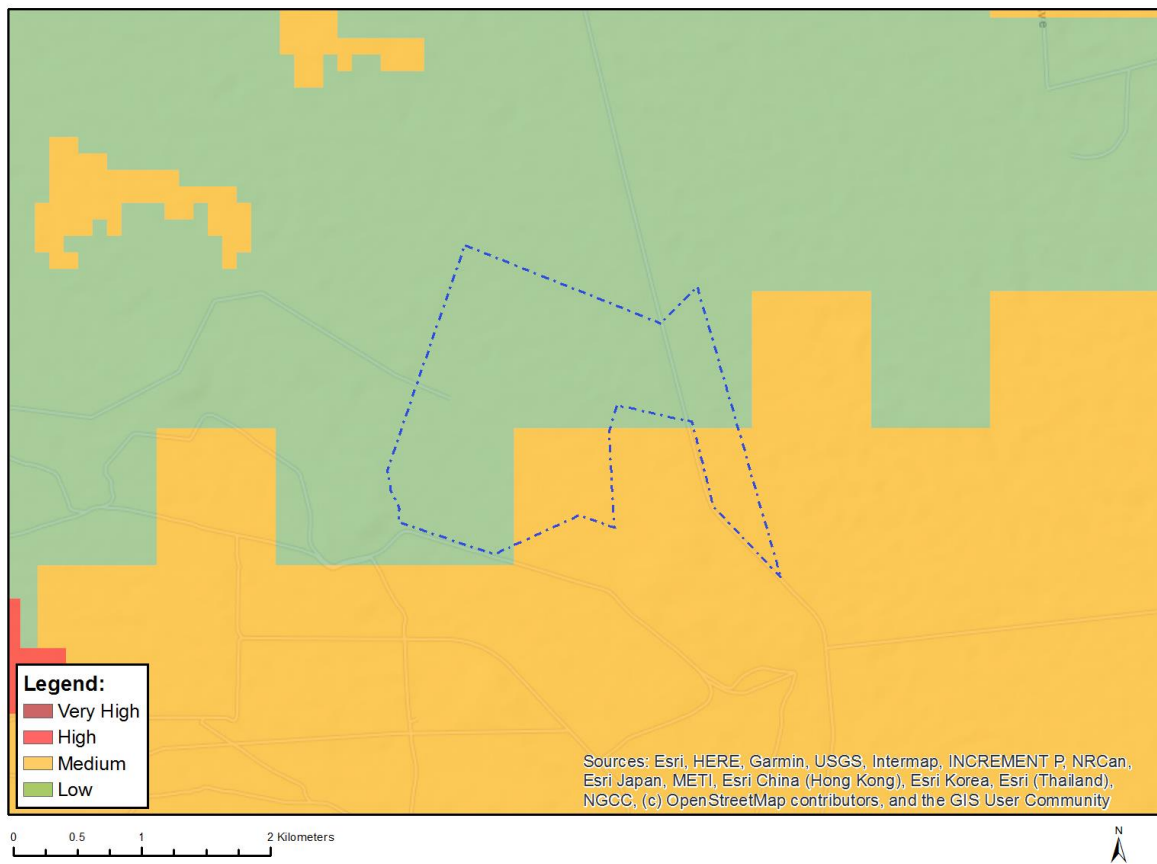 ve
Legend:
Very High
High
Medium
Low
Sources: Esri, HERE, Garmin, USGS, Intermap, INCREMENT P, NRCan,
Esri Japan, METI, Esri China (Hong Kong), Esri Korea, Esri (Thailand),
NGCC, (c) OpenStreetMap contributors, and the GIS User Community
0 0.5 1 2 Kilometers
N